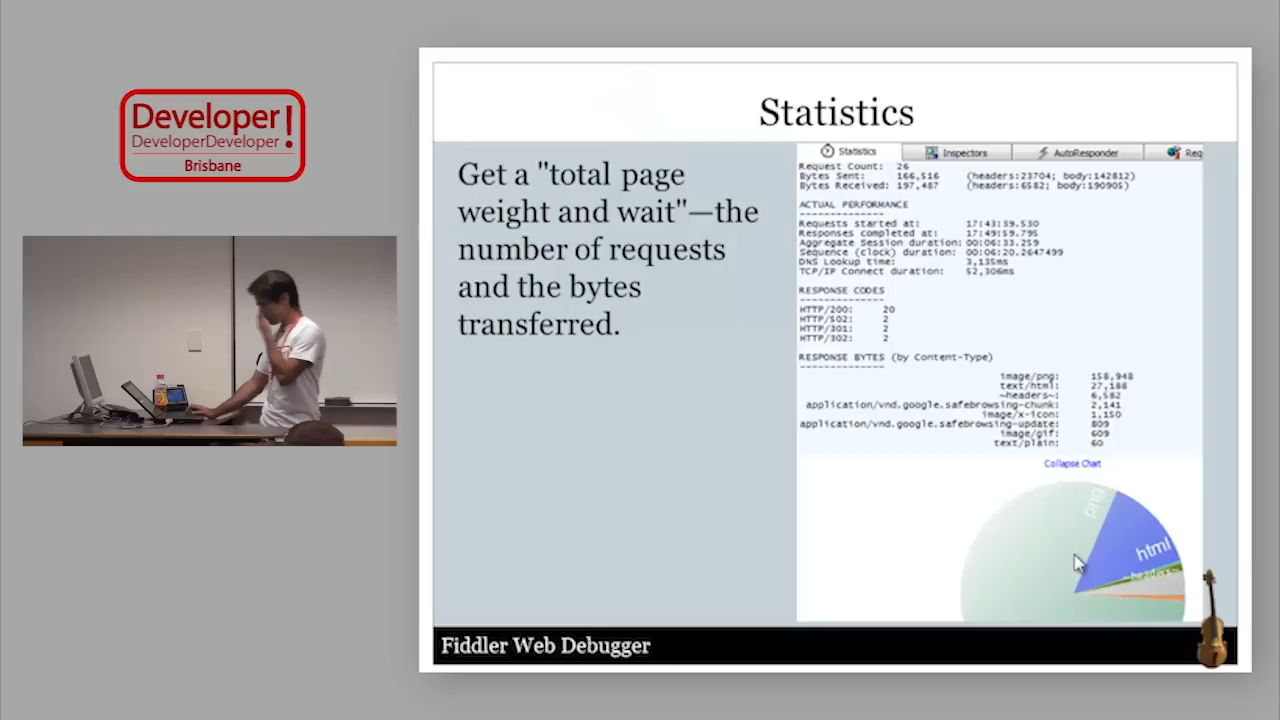 Developer!
DeveloperDeveloper
Brisbane
Statistics
Get a "total page
weight and wait"—the
number of requests
and the bytes
transferred.
Statistics Inspectors AutoResponder Req
Request Count: 26
Bytes Sent: 166,516 (headers:23704; body:142812)
Bytes Received: 197,487 (headers:6582; body:190905)
ACTUAL PERFORMANCE
--------------
Requests started at: 17:43:39.530
Responses completed at: 17:49:59.795
Aggregate Session duration: 00:06:33.259
Sequence (clock) duration: 00:06:20.2647499
DNS Lookup time: 3,135ms
TCP/IP Connect duration: 52,306ms
RESPONSE CODES
--------------
HTTP/200: 20
HTTP/502: 2
HTTP/301: 2
HTTP/302: 2
RESPONSE BYTES (by Content-Type)
--------------
image/png: 158,948
text/html: 27,188
~headers~: 6,582
application/vnd.google.safebrowsing-chunk: 2,141
image/x-icon: 1,150
application/vnd.google.safebrowsing-update: 809
image/gif: 609
text/plain: 60
Collapse Chart
png
html
~headers~
Fiddler Web Debugger